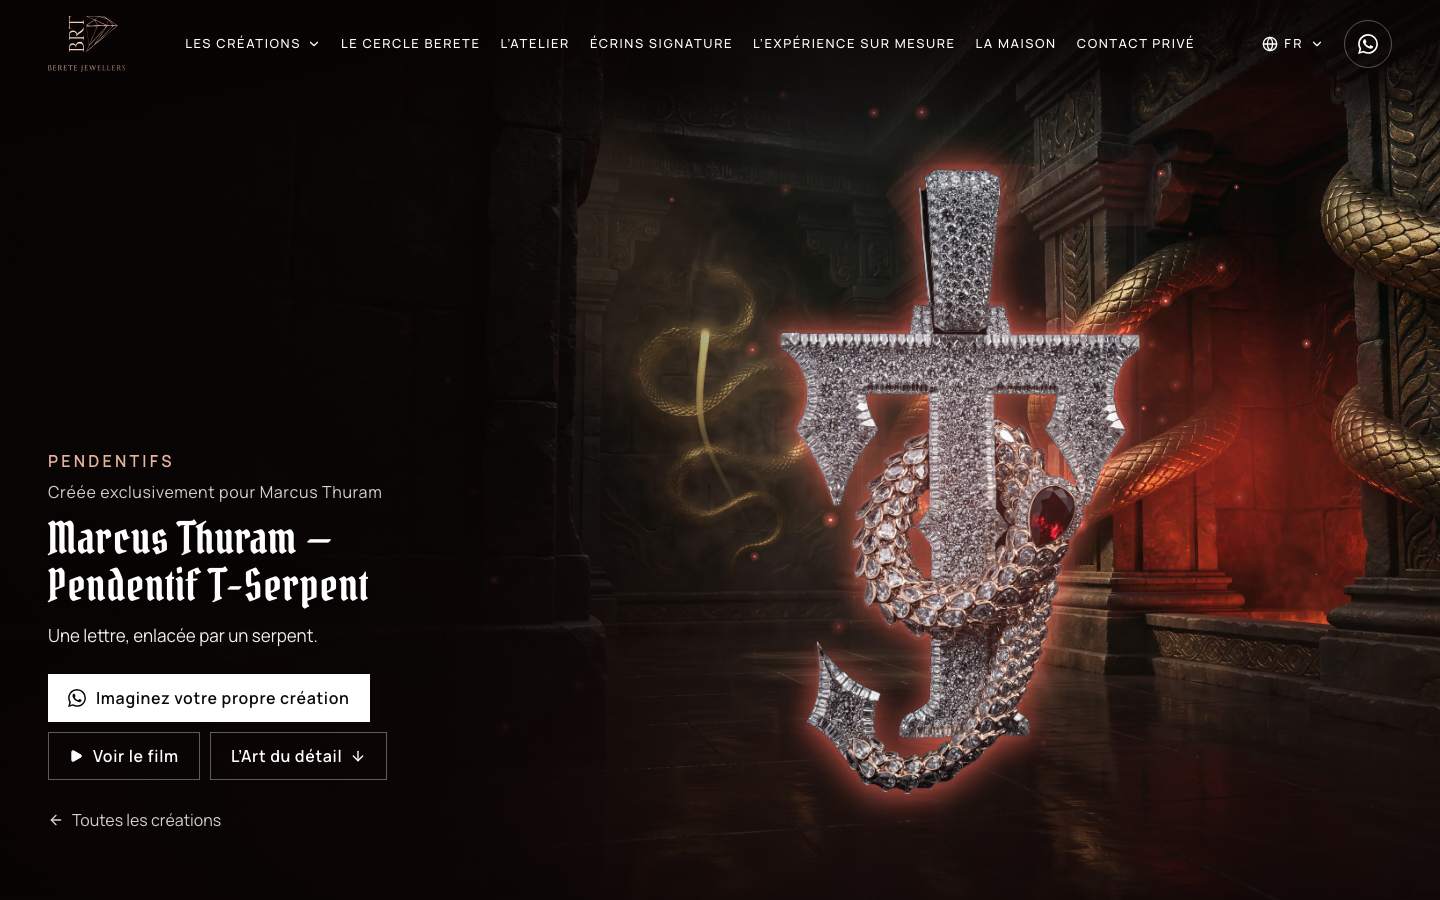 BRT
BERETE JEWELLERS
LES CRÉATIONS
LE CERCLE BERETE
L'ATELIER
ÉCRINS SIGNATURE
L'EXPÉRIENCE SUR MESURE
LA MAISON
CONTACT PRIVÉ
FR
PENDENTIFS
Créée exclusivement pour Marcus Thuram
Marcus Thuram –
Pendentif T-Serpent
Une lettre, enlacée par un serpent.
Imaginez votre propre création
Voir le film
L'Art du détail
Toutes les créations